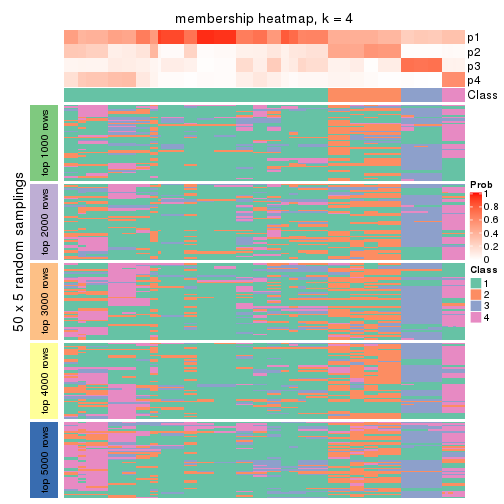 membership heatmap, k = 4
p1
p2
p3
p4
Class
50 x 5 random samplings
top 1000 rows
top 2000 rows
top 3000 rows
top 4000 rows
top 5000 rows
Prob
1
0.8
0.6
0.4
0.2
0
Class
1
2
3
4